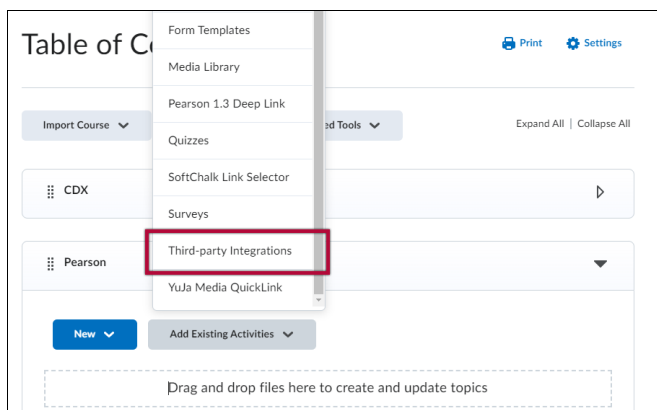 Table of Co
Form Templates
Print
Settings
Media Library
Pearson 1.3 Deep Link
Import Course
ed Tools
Expand All | Collapse All
Quizzes
SoftChalk Link Selector
CDX
Surveys
Third-party Integrations
Pearson
YuJa Media QuickLink
New
Add Existing Activities
Drag and drop files here to create and update topics